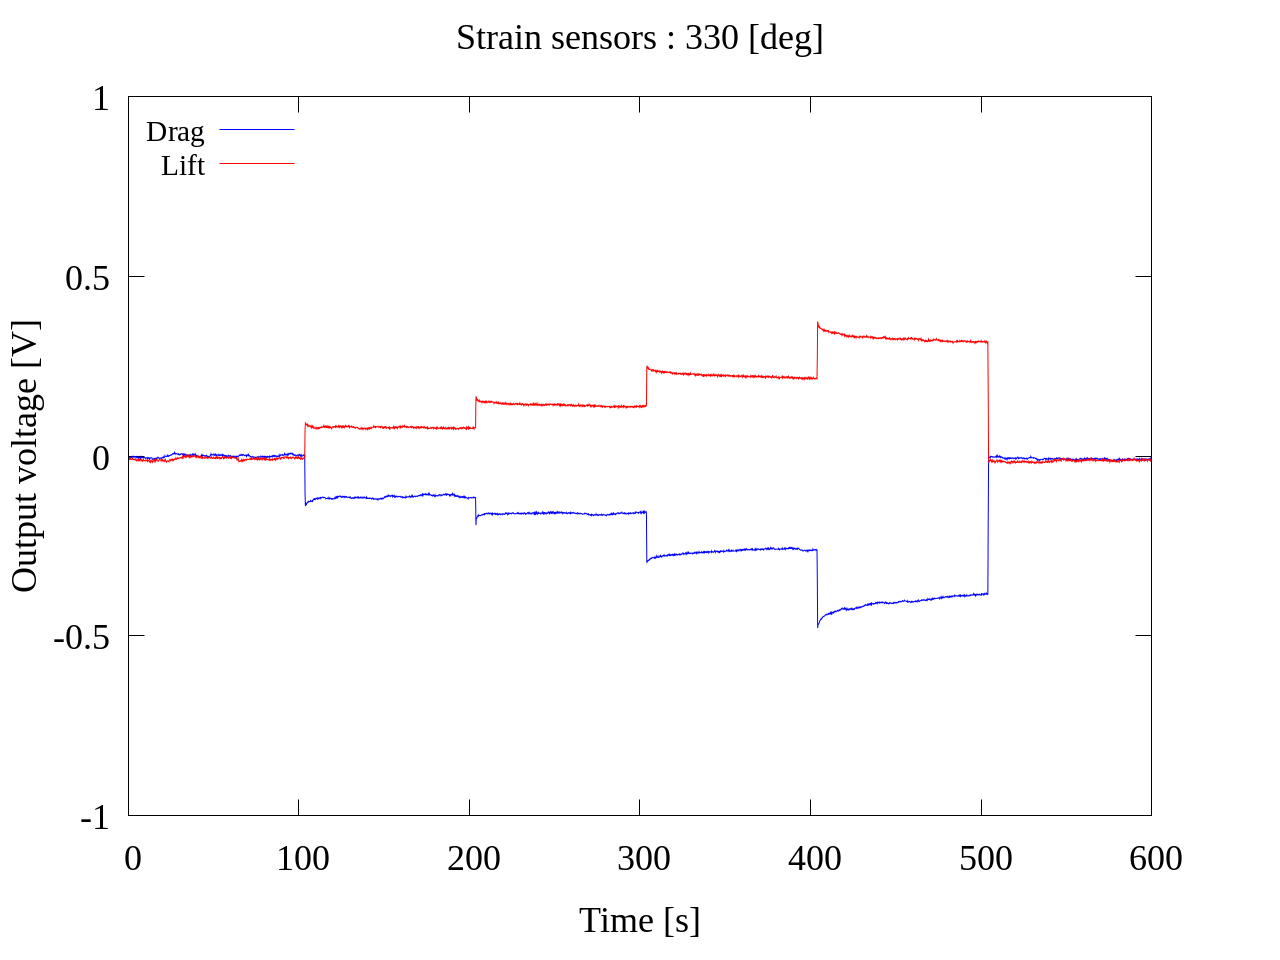 Strain sensors : 330 [deg]
1
0.5
0
-0.5
-1
Drag
Lift
Output voltage [V]
0 100 200 300 400 500 600
Time [s]